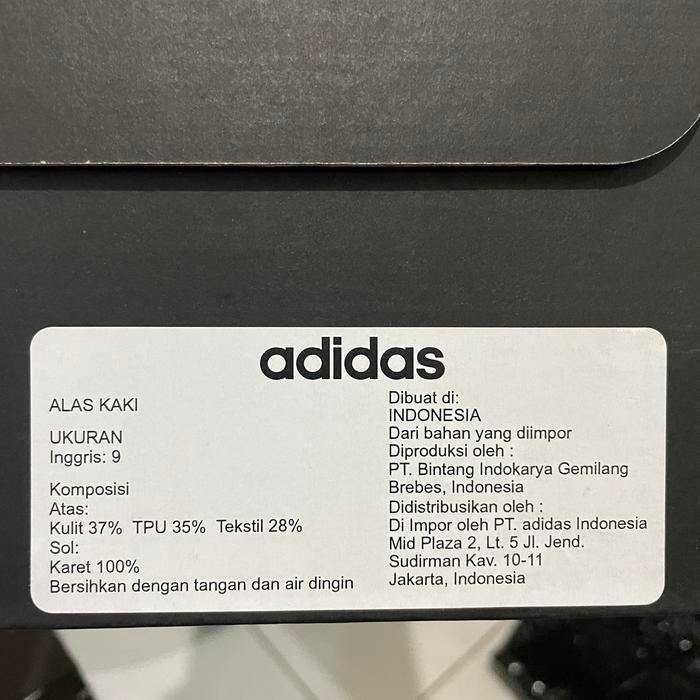 adidas
ALAS KAKI
UKURAN
Inggris: 9
Komposisi
Atas:
Kulit 37% TPU 35% Tekstil 28%
Sol:
Karet 100%
Bersihkan dengan tangan dan air dingin
Dibuat di:
INDONESIA
Dari bahan yang diimpor
Diproduksi oleh :
PT. Bintang Indokarya Gemilang
Brebes, Indonesia
Didistribusikan oleh :
Di Impor oleh PT. adidas Indonesia
Mid Plaza 2, Lt. 5 Jl. Jend.
Sudirman Kav. 10-11
Jakarta, Indonesia